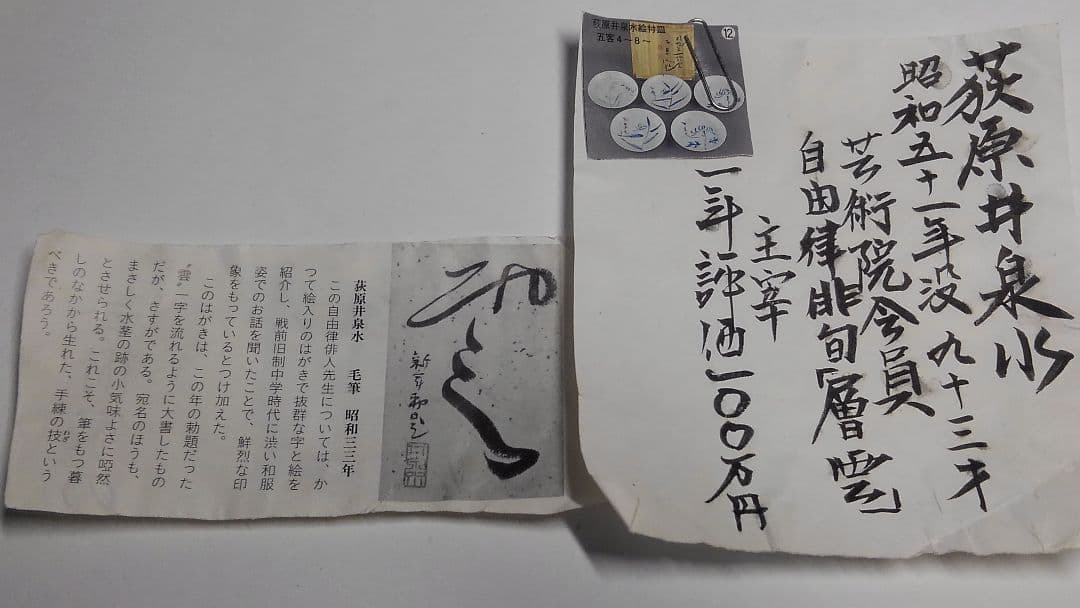 荻原井泉水
昭和五十一年没 九十三才
芸術院会員
自由律俳句「層雲」
主宰
一年評価一〇〇万円
荻原井泉水絵付皿
五客4～8～
⑫
荻原井泉水　毛筆　昭和三三年
この自由律俳人先生については、か
つて絵入りのはがきで抜群な字と絵を
紹介し、戦前旧制中学時代に渋い和服
姿でのお話を聞いたことで、鮮烈な印
象をもっているとつけ加えた。
このはがきは、この年の勅題だった
“雲”一字を流れるように大書したもの
だが、さすがである。宛名のほうも、
まさしく水茎の跡の小気味よさに啞然
とさせられる。これこそ、筆をもつ暮
しのなかから生れた、手練の技という
わざ
べきであろう。